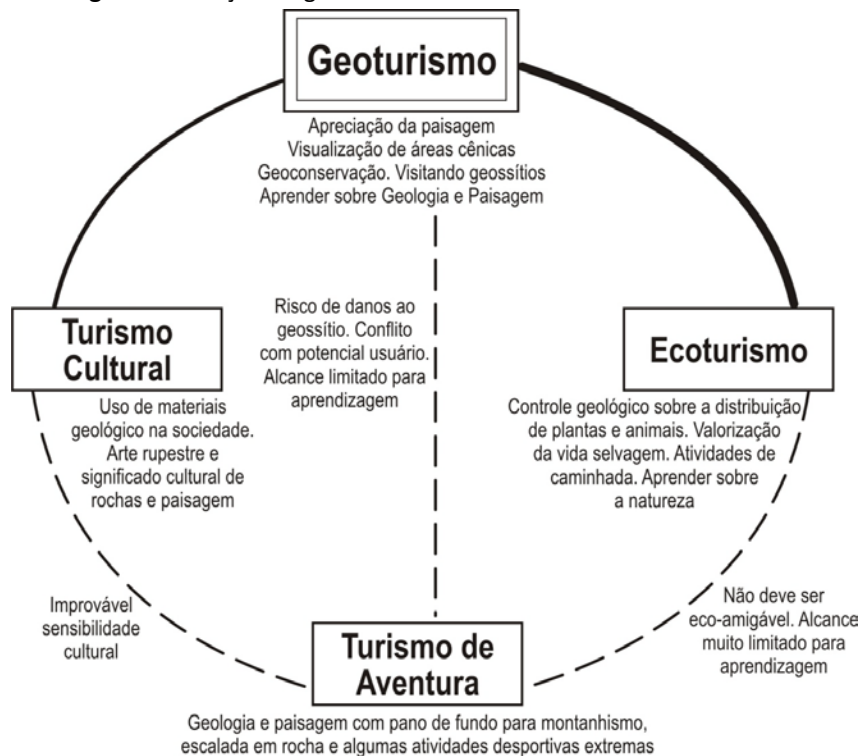 Geoturismo
Apreciação da paisagem
Visualização de áreas cênicas
Geoconservação. Visitando geossítios
Aprender sobre Geologia e Paisagem
Risco de danos ao
geossítio. Conflito
com potencial usuário.
Alcance limitado para
aprendizagem
Turismo
Cultural
Uso de materiais
geológico na sociedade.
Arte rupestre e
significado cultural de
rochas e paisagem
Ecoturismo
Controle geológico sobre a distribuição
de plantas e animais. Valorização
da vida selvagem. Atividades de
caminhada. Aprender sobre
a natureza
Improvável
sensibilidade
cultural
Não deve ser
eco-amigável. Alcance
muito limitado para
aprendizagem
Turismo de
Aventura
Geologia e paisagem com pano de fundo para montanhismo,
escalada em rocha e algumas atividades desportivas extremas